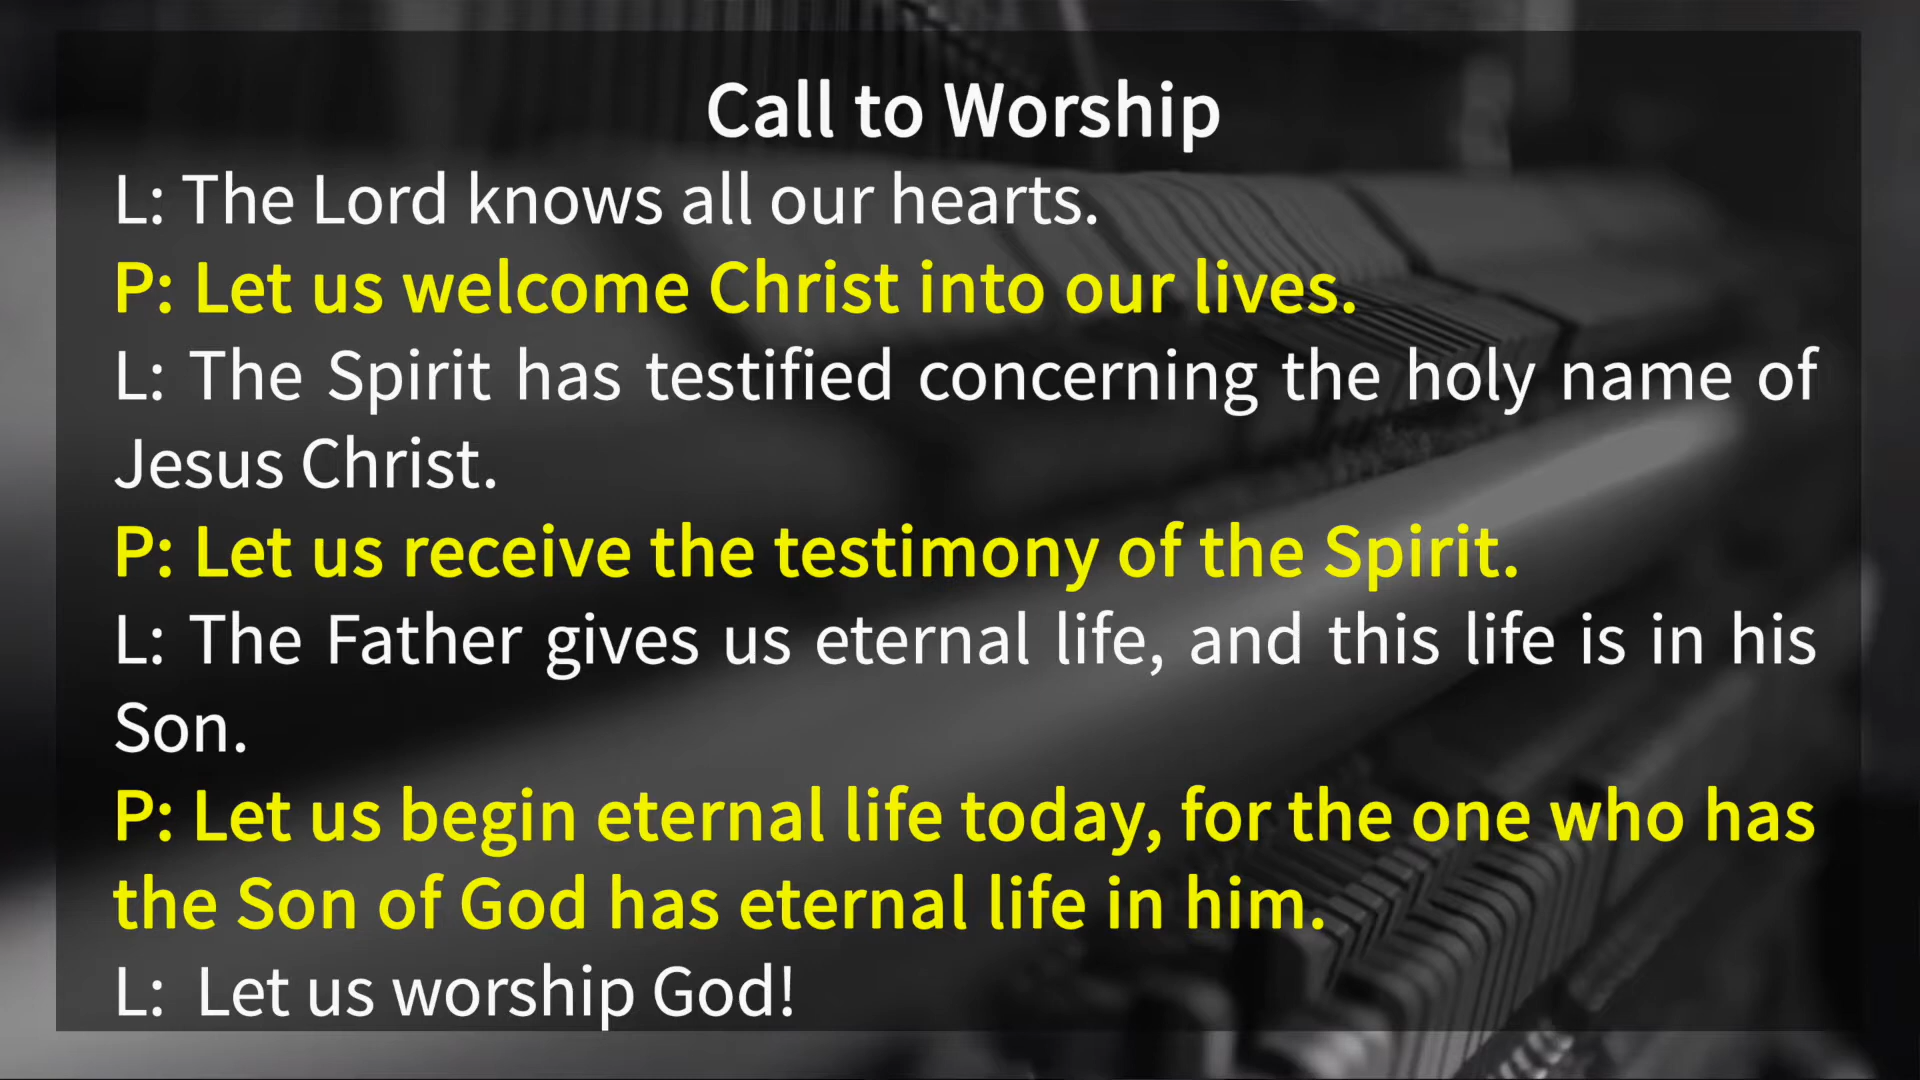 Call to Worship
L: The Lord knows all our hearts.
P: Let us welcome Christ into our lives.
L: The Spirit has testified concerning the holy name of
Jesus Christ.
P: Let us receive the testimony of the Spirit.
L: The Father gives us eternal life, and this life is in his
Son.
P: Let us begin eternal life today, for the one who has
the Son of God has eternal life in him.
L:  Let us worship God!